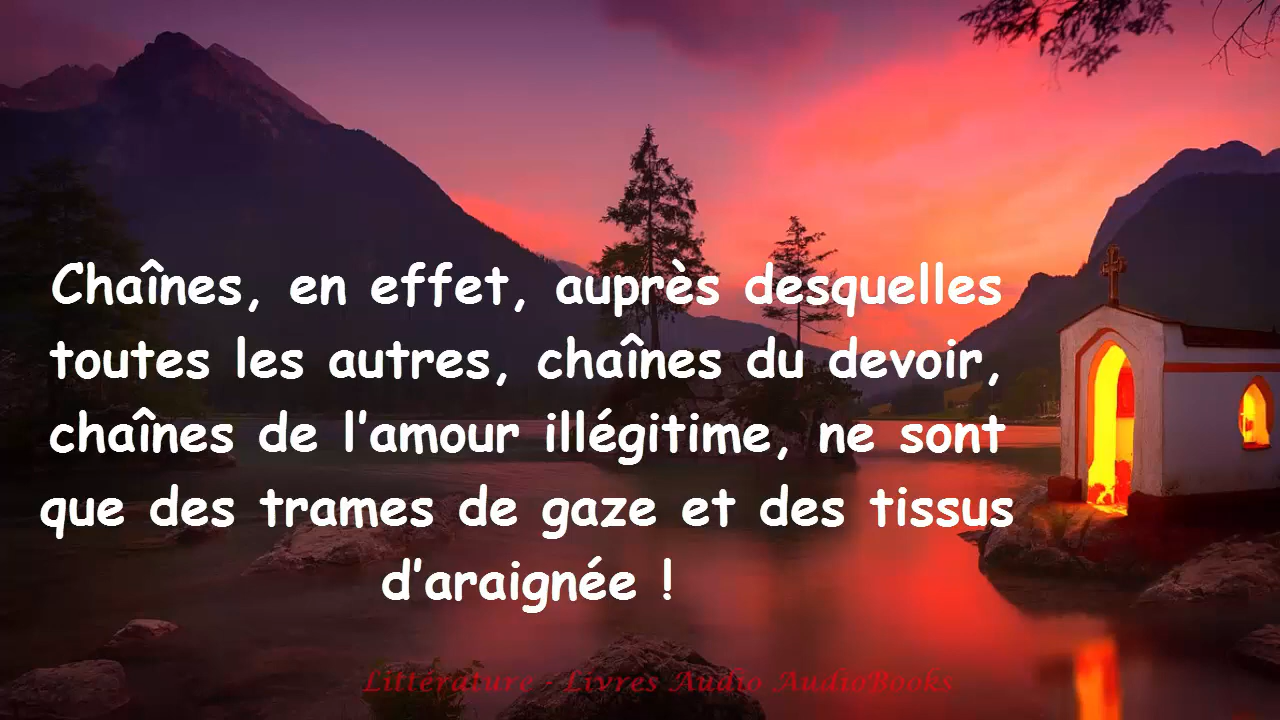 Chaînes, en effet, auprès desquelles
toutes les autres, chaînes du devoir,
chaînes de l’amour illégitime, ne sont
que des trames de gaze et des tissus
d’araignée !
Littérature - Livres Audio AudioBooks